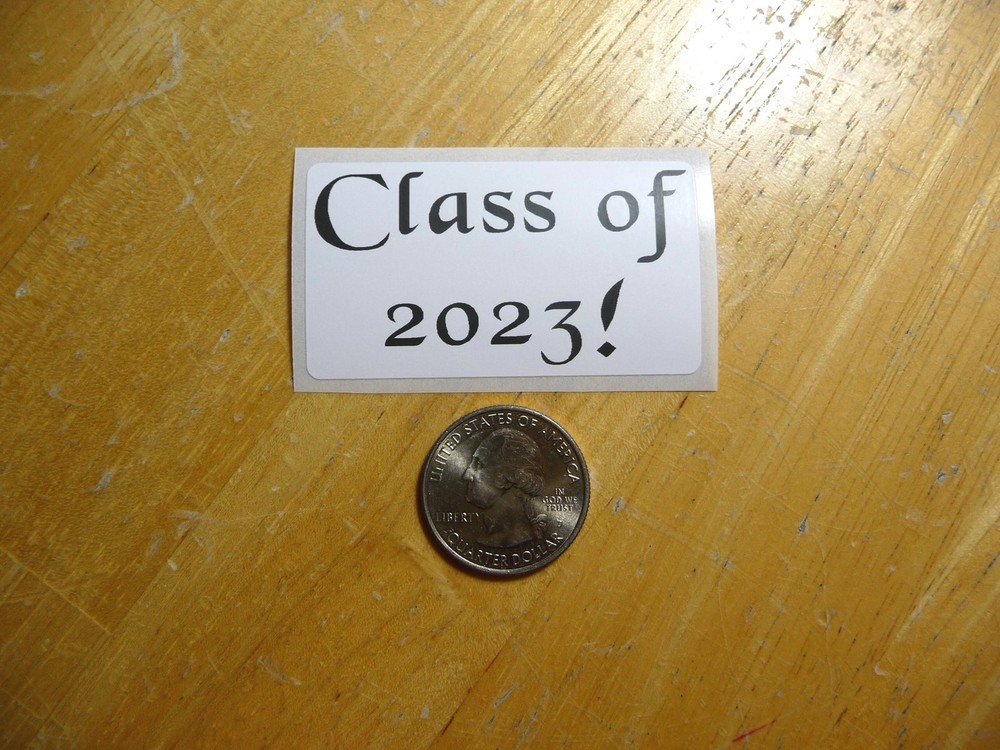 Class of
2023!
UNITED STATES OF AMERICA
IN
GOD WE
TRUST
LIBERTY
S
QUARTER DOLLAR